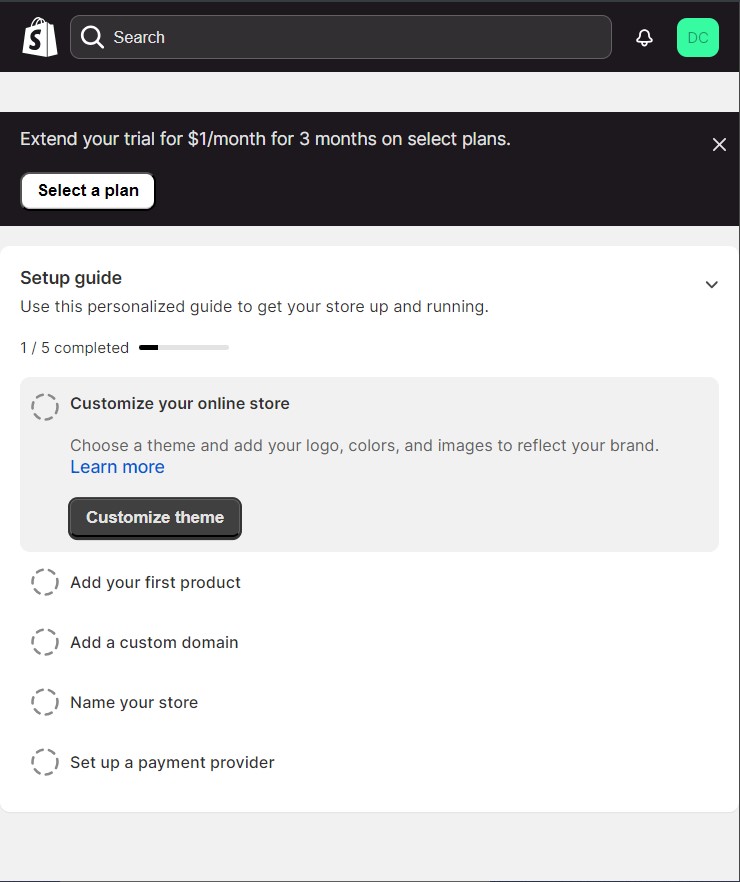 Search
DC
Extend your trial for $1/month for 3 months on select plans.
Select a plan
Setup guide
Use this personalized guide to get your store up and running.
1 / 5 completed
Customize your online store
Choose a theme and add your logo, colors, and images to reflect your brand.
Learn more
Customize theme
Add your first product
Add a custom domain
Name your store
Set up a payment provider